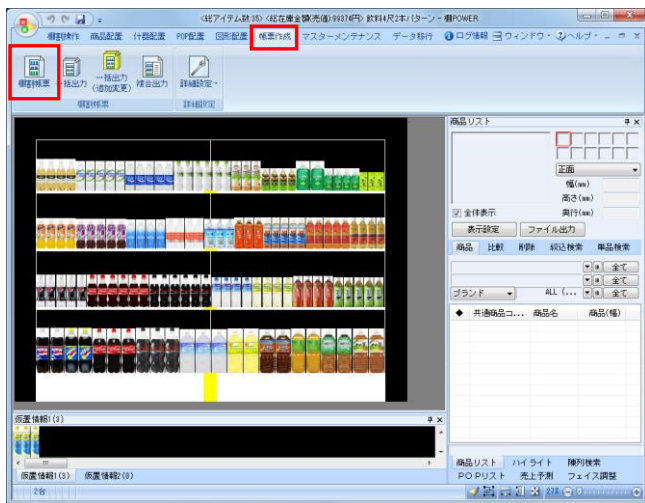 <総アイテム数:35> <総在庫金額(売価):99374円> 飲料4尺2本パターン - 棚POWER
棚割動作 商品配置 什器配置 POP配置 図形配置 帳票作成 マスターメンテナンス データ移行 ログ情報 ウィンドウ ヘルプ
棚割帳票 一括出力 一括出力(追加変更) 複合出力 詳細設定
棚割帳票 詳細設定
商品リスト
正面
幅(mm)
高さ(mm)
全体表示 奥行(mm)
表示設定 ファイル出力
商品 比較 削除 絞込検索 単品検索
全て
全て
ブランド ALL (... 全て
◆ 共通商品コ... 商品名 商品(幅)
仮置情報1(3)
仮置情報1(3) 仮置情報2(0)
商品リスト ハイライト 陳列検索
POPリスト 売上予測 フェイス調整
2台 27%